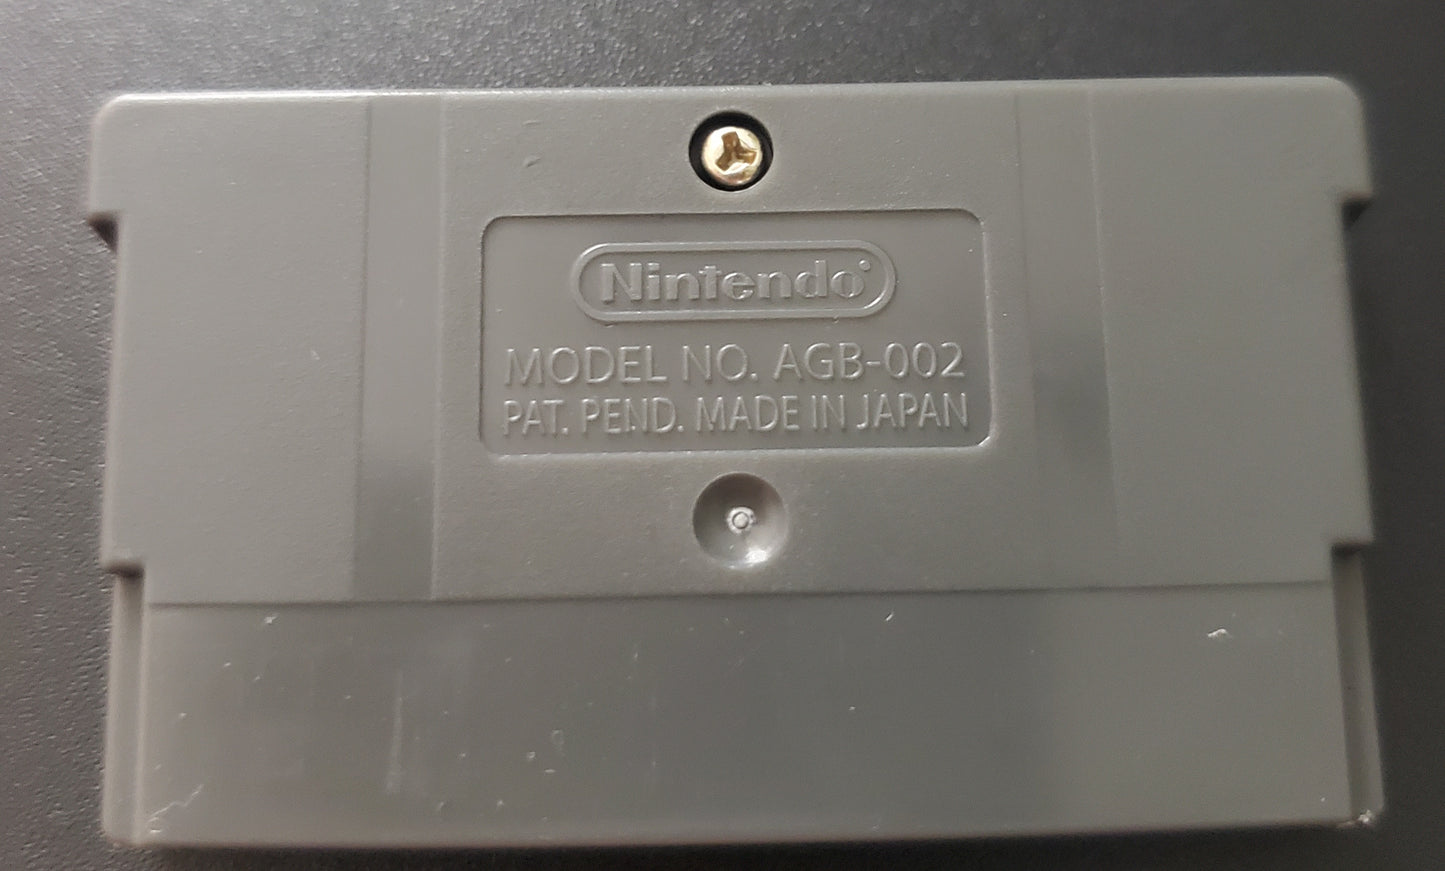 Nintendo
MODEL NO. AGB-002
PAT. PEND. MADE IN JAPAN